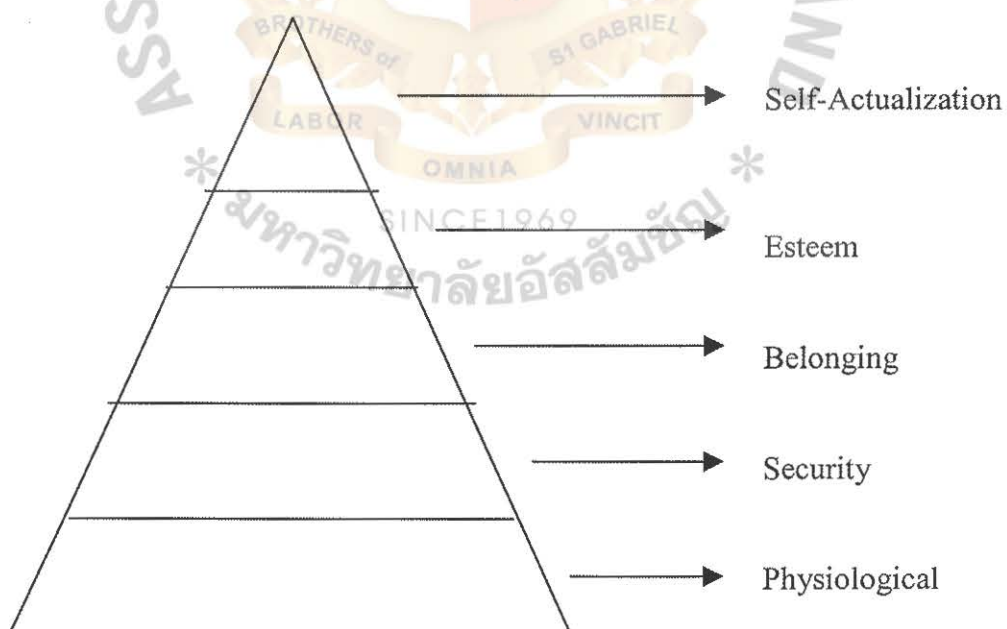 BROTHERS of
ST GABRIEL
Self-Actualization
LABOR
VINCIT
OMNIA
SINCE1969
Esteem
มหาวิทยาลัยอัสสัมชัญ
Belonging
Security
Physiological